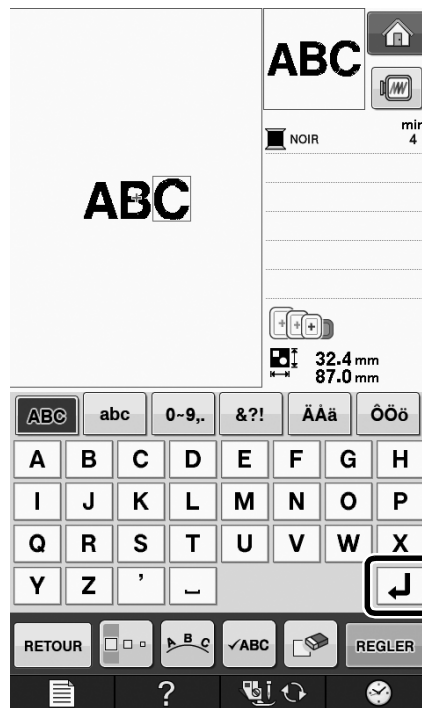 ABC
min
NOIR 4
ABC
32.4 mm
87.0 mm
ABC abc 0~9,. &?! ÄÅä ÔÖö
A B C D E F G H
I J K L M N O P
Q R S T U V W X
Y Z ’ ⎵ ↵
RETOUR A B C ✓ABC REGLER
?